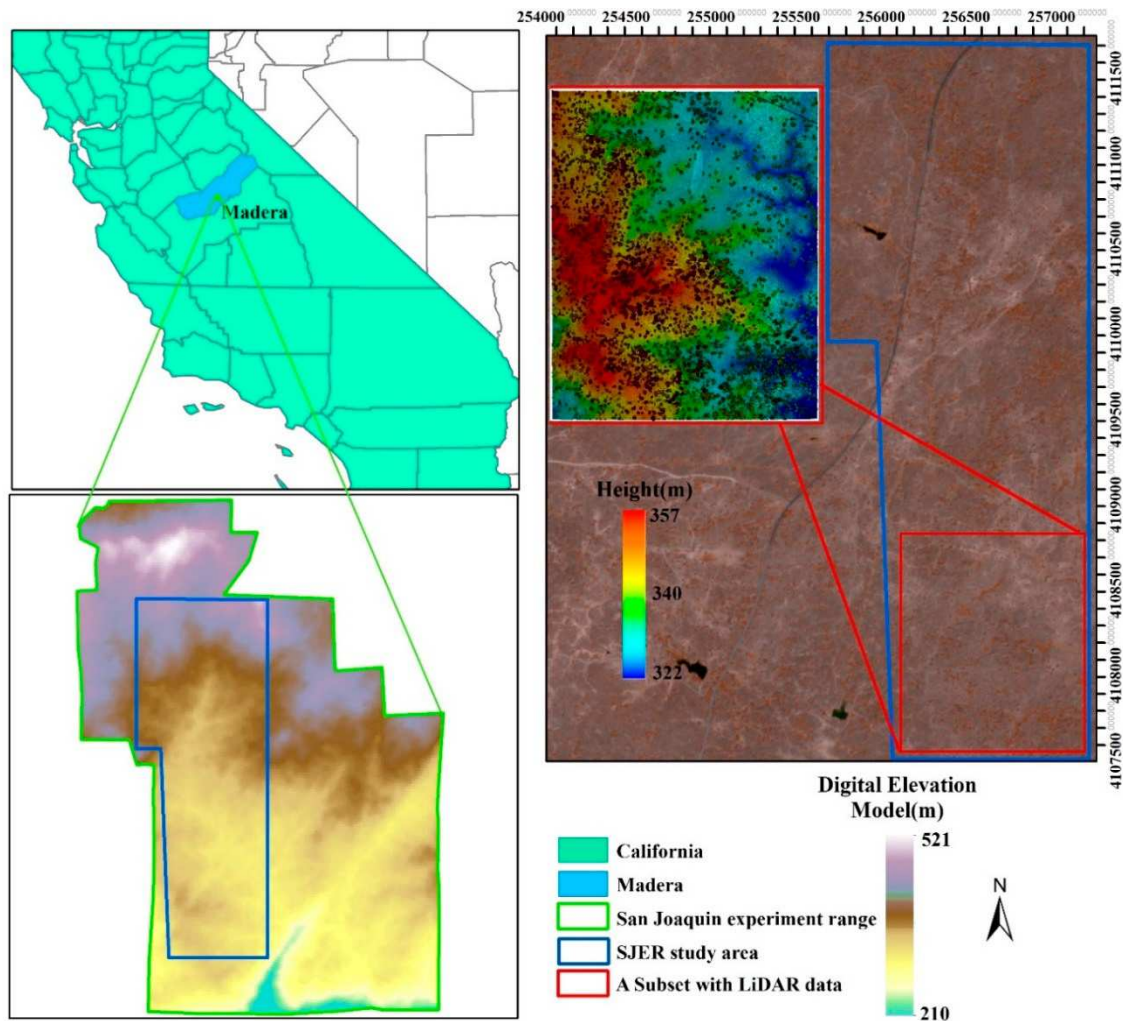 254000 254500 255000 255500 256000 256500 257000
4111500
4111000
4110500
4110000
4109500
4109000
4108500
4108000
4107500
Madera
Height(m)
357
340
322
Digital Elevation
Model(m)
521
210
California
Madera
San Joaquin experiment range
SJER study area
A Subset with LiDAR data
N